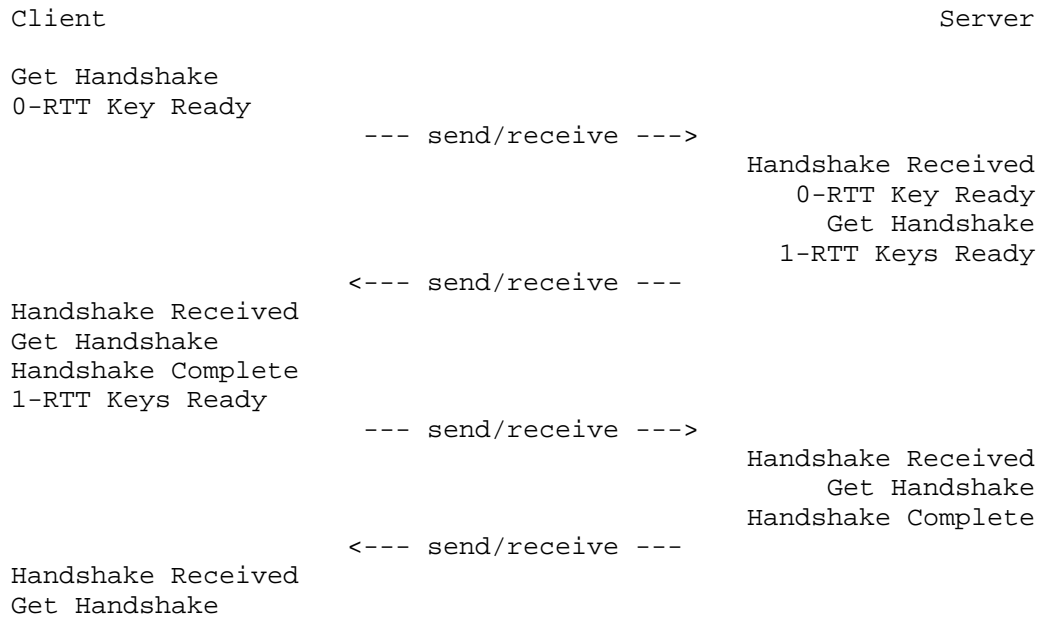 Client Server
Get Handshake
0-RTT Key Ready
--- send/receive --->
Handshake Received
0-RTT Key Ready
Get Handshake
1-RTT Keys Ready
<--- send/receive ---
Handshake Received
Get Handshake
Handshake Complete
1-RTT Keys Ready
--- send/receive --->
Handshake Received
Get Handshake
Handshake Complete
<--- send/receive ---
Handshake Received
Get Handshake